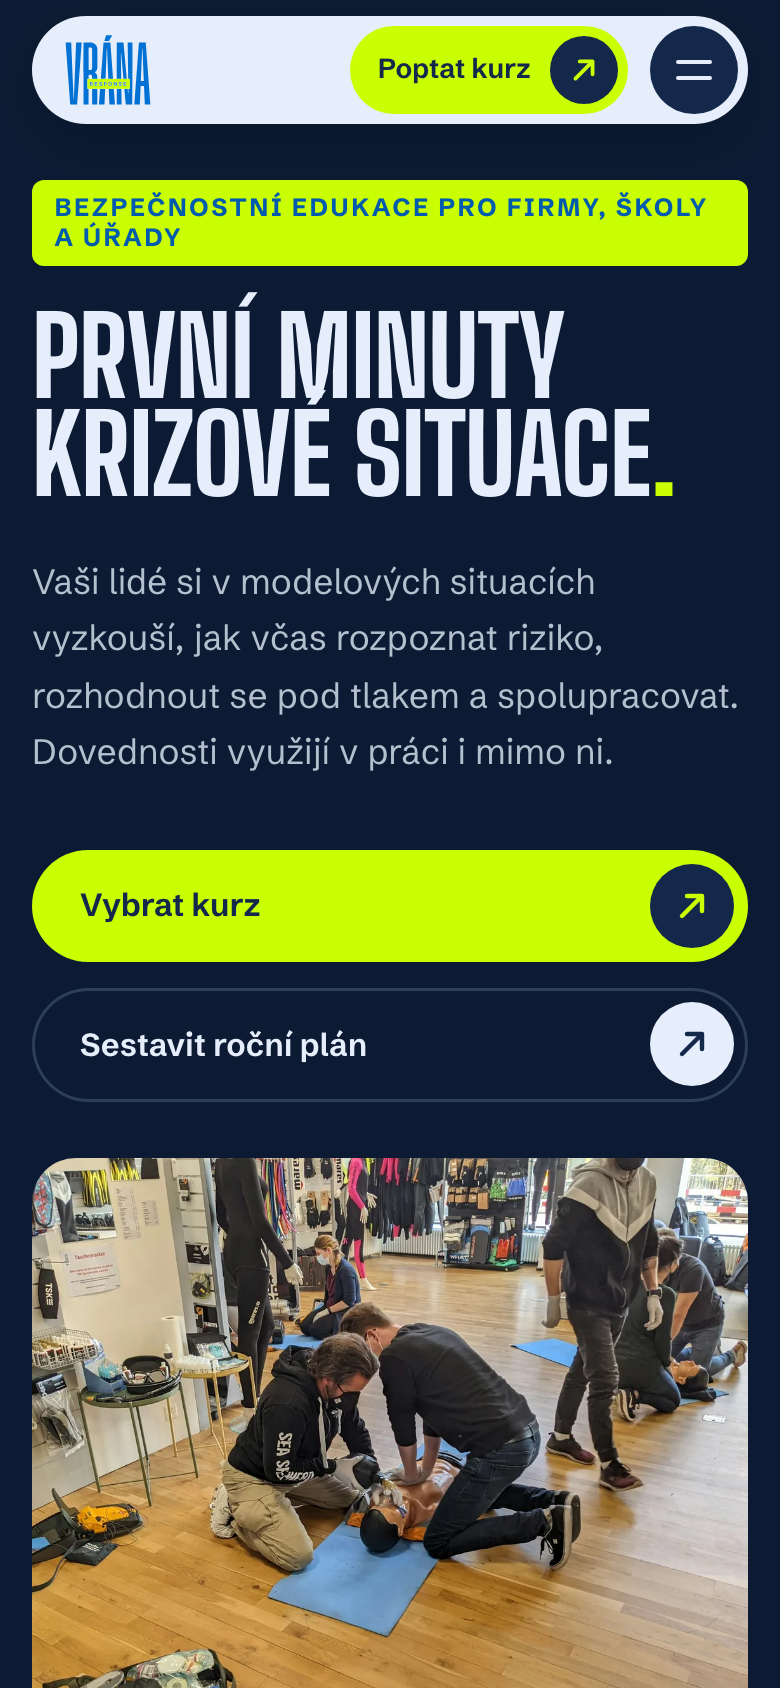 VRÁNA
RESPONSE
Poptat kurz
BEZPEČNOSTNÍ EDUKACE PRO FIRMY, ŠKOLY
A ÚŘADY
PRVNÍ MINUTY
KRIZOVÉ SITUACE.
Vaši lidé si v modelových situacích
vyzkouší, jak včas rozpoznat riziko,
rozhodnout se pod tlakem a spolupracovat.
Dovednosti využijí v práci i mimo ni.
Vybrat kurz
Sestavit roční plán
TSK
SEA